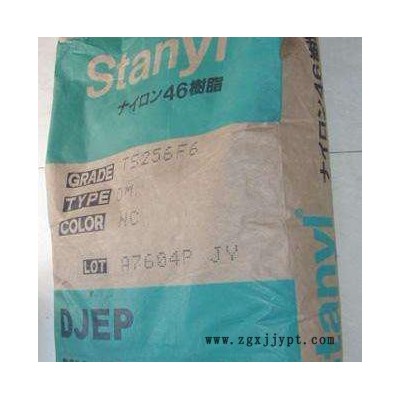 Stanyl
ナイロン46樹脂
GRADE TS256F6
TYPE DM.
COLOR NC
LOT A7604P JY
DJEP
ナイロン46樹脂
Stanyl
www.zgxjjypt.com